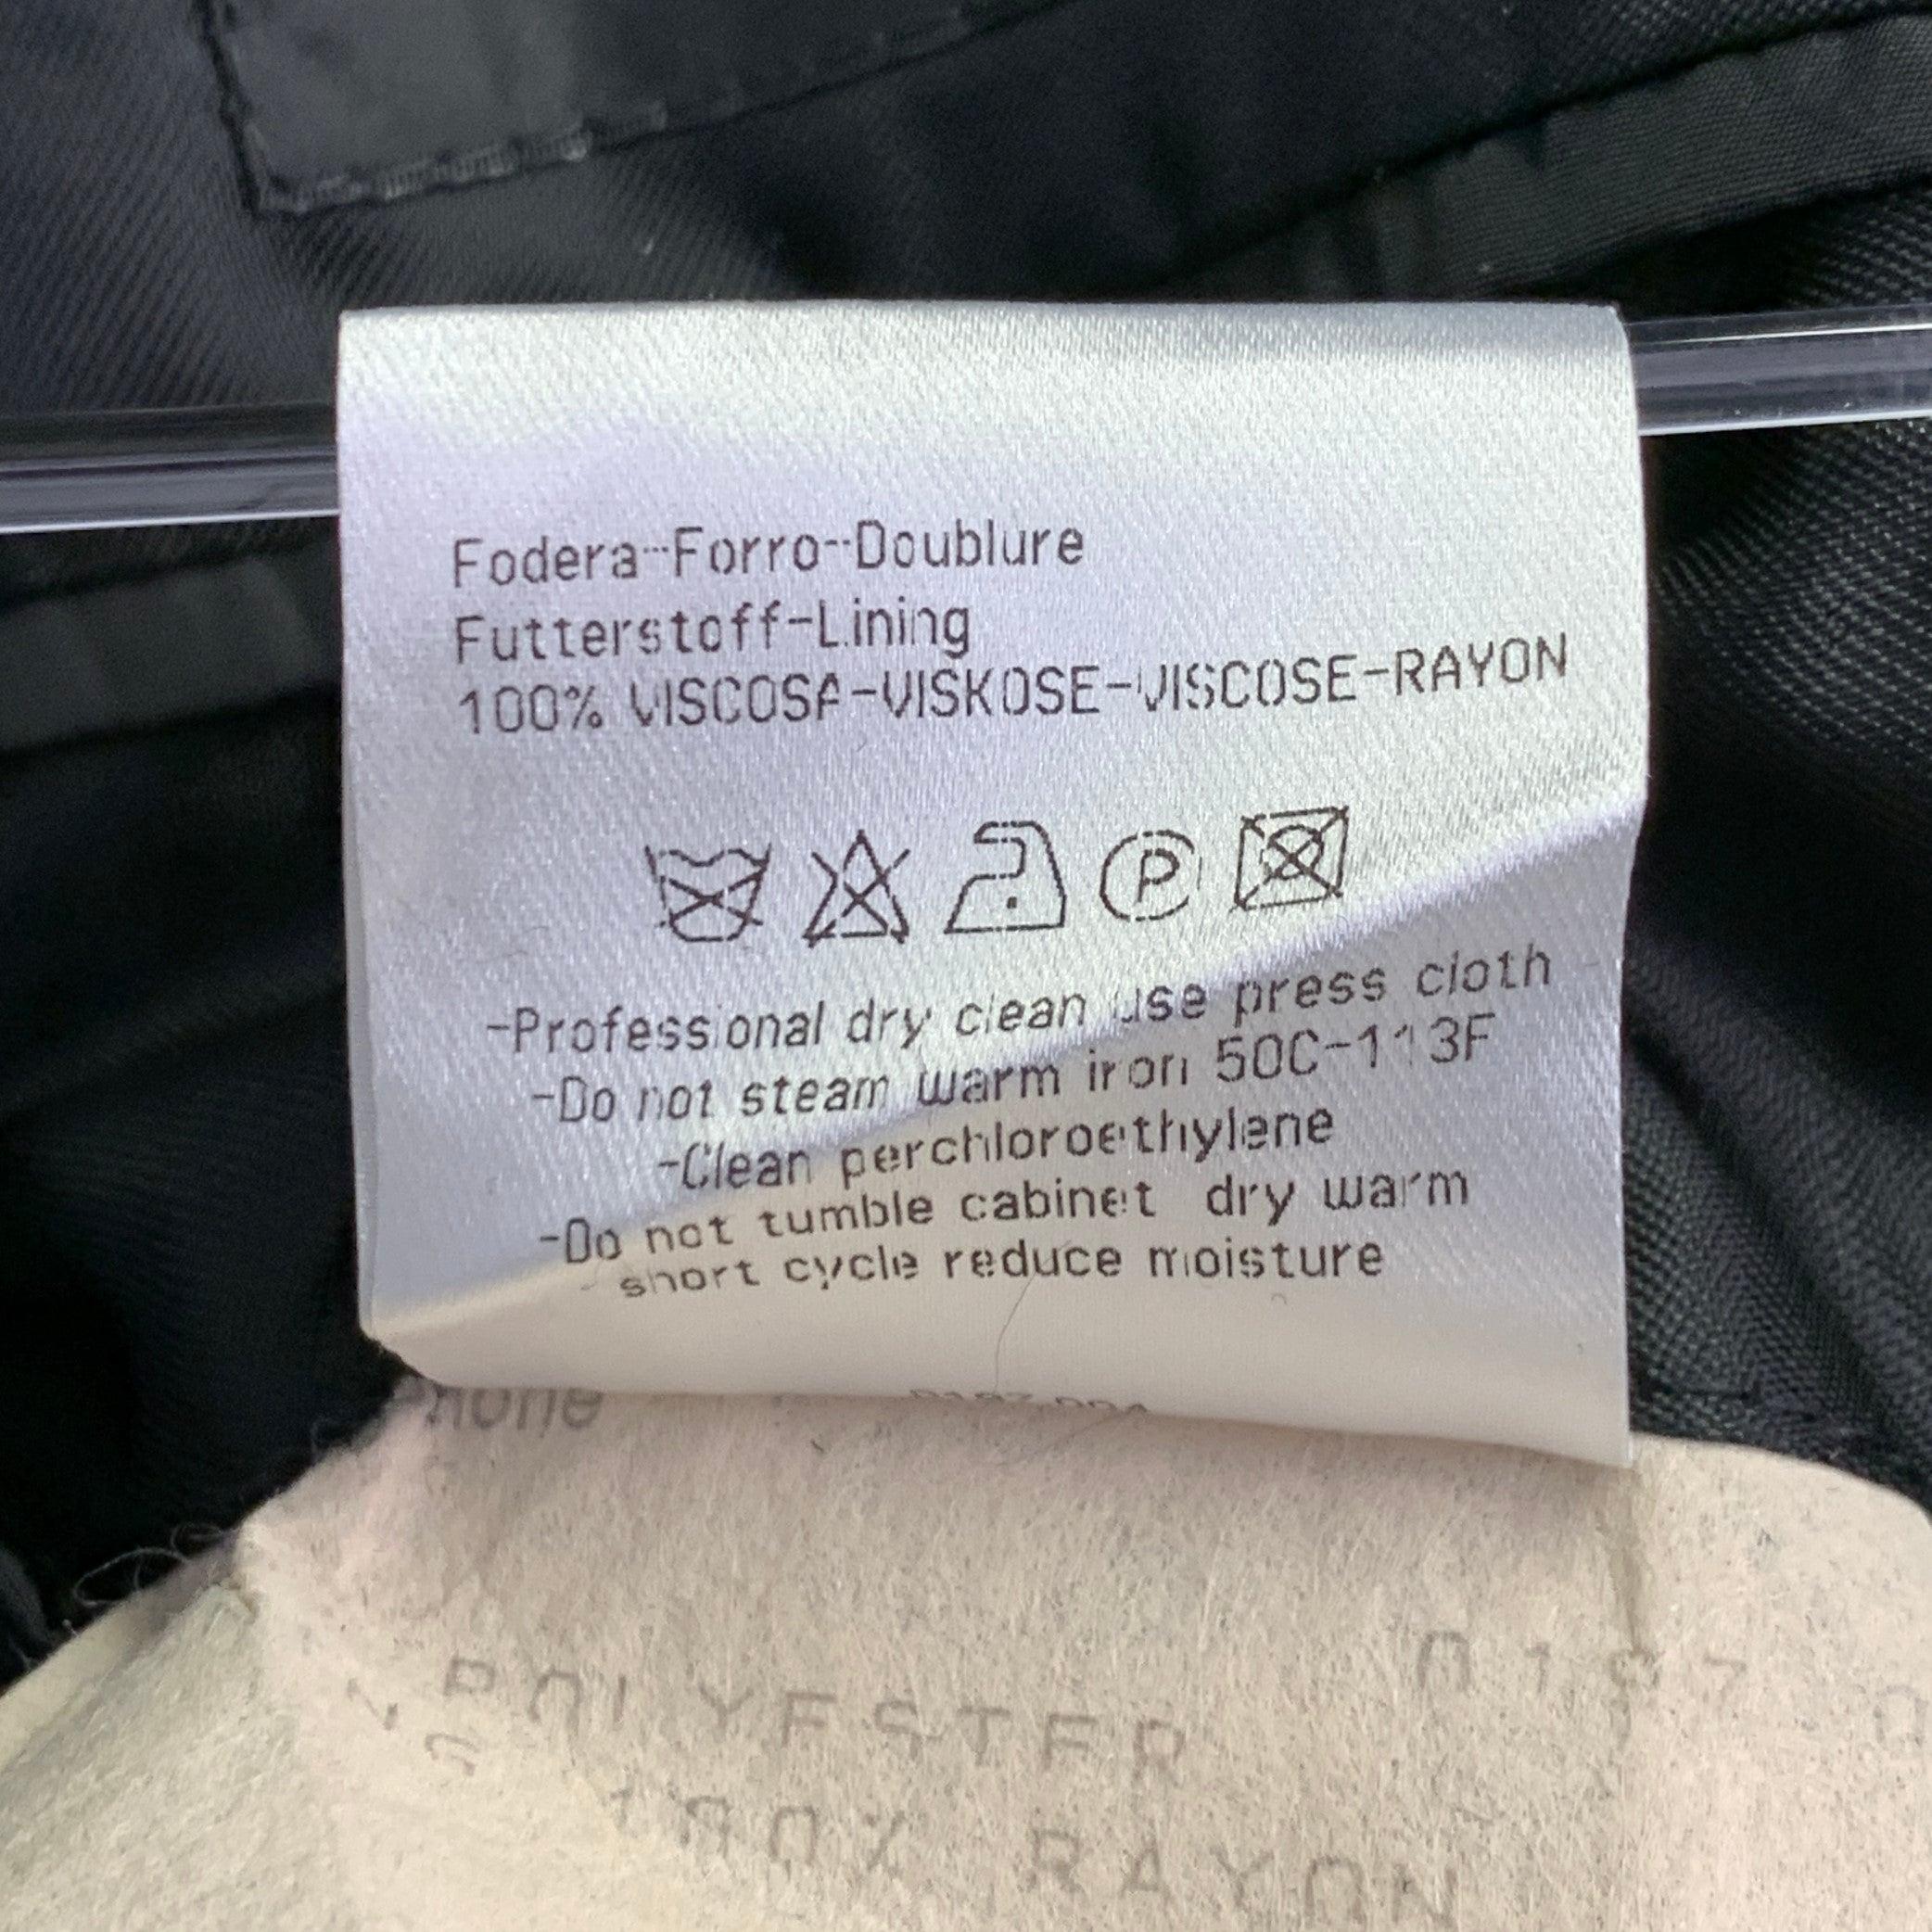 Fodera-Forro-Doublure
Futterstoff-Lining
100% VISCOSA-VISKOSE-VISCOSE-RAYON
P
-Professional dry clean use press cloth
-Do not steam warm iron 50C-113F
-Clean perchloroethylene
-Do not tumble cabinet dry warm
short cycle reduce moisture
POLYESTER
100% RAYON